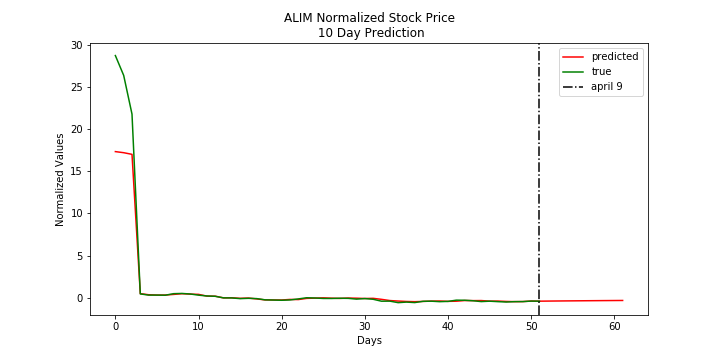 ALIM Normalized Stock Price
10 Day Prediction
30
25
20
15
10
5
0
Normalized Values
predicted
true
april 9
0
10
20
30
40
50
60
Days